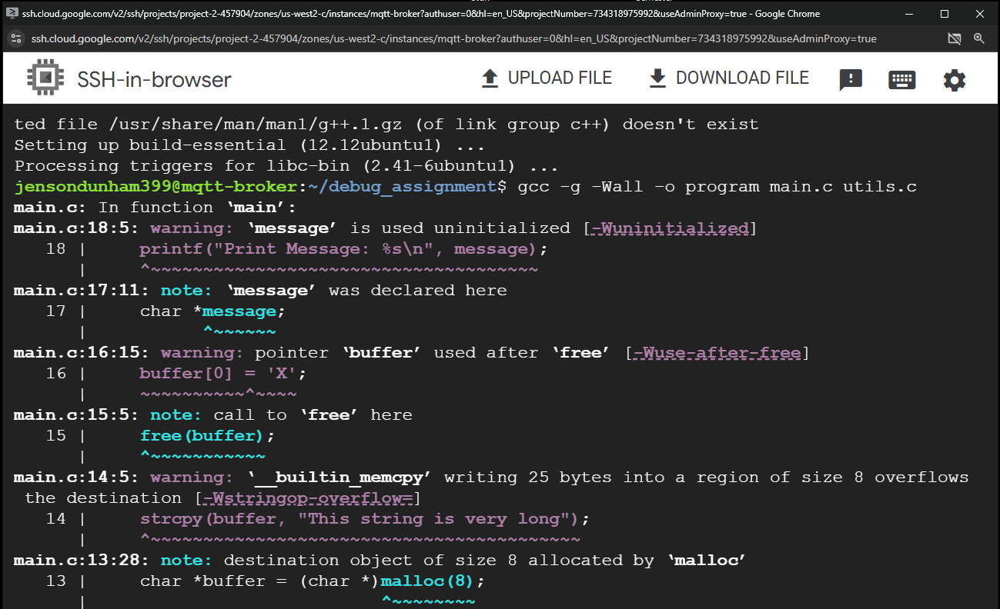 ssh.cloud.google.com/v2/ssh/projects/project-2-457904/zones/us-west2-c/instances/mqtt-broker?authuser=0&hl=en_US&projectNumber=734318975992&useAdminProxy=true - Google Chrome
ssh.cloud.google.com/v2/ssh/projects/project-2-457904/zones/us-west2-c/instances/mqtt-broker?authuser=0&hl=en_US&projectNumber=734318975992&useAdminProxy=true
SSH-in-browser UPLOAD FILE DOWNLOAD FILE
ted file /usr/share/man/man1/g++.1.gz (of link group c++) doesn't exist
Setting up build-essential (12.12ubuntu1) ...
Processing triggers for libc-bin (2.41-6ubuntu1) ...
jensondunham399@mqtt-broker:~/debug_assignment$ gcc -g -Wall -o program main.c utils.c
main.c: In function ‘main’:
main.c:18:5: warning: ‘message’ is used uninitialized [-Wuninitialized]
   18 |     printf("Print Message: %s\n", message);
      |     ^~~~~~~~~~~~~~~~~~~~~~~~~~~~~~~~~~~~~~
main.c:17:11: note: ‘message’ was declared here
   17 |     char *message;
      |           ^~~~~~~
main.c:16:15: warning: pointer ‘buffer’ used after ‘free’ [-Wuse-after-free]
   16 |     buffer[0] = 'X';
      |     ~~~~~~~~~~^~~~~
main.c:15:5: note: call to ‘free’ here
   15 |     free(buffer);
      |     ^~~~~~~~~~~~
main.c:14:5: warning: ‘__builtin_memcpy’ writing 25 bytes into a region of size 8 overflows
 the destination [-Wstringop-overflow=]
   14 |     strcpy(buffer, "This string is very long");
      |     ^~~~~~~~~~~~~~~~~~~~~~~~~~~~~~~~~~~~~~~~~~
main.c:13:28: note: destination object of size 8 allocated by ‘malloc’
   13 |     char *buffer = (char *)malloc(8);
      |                            ^~~~~~~~~